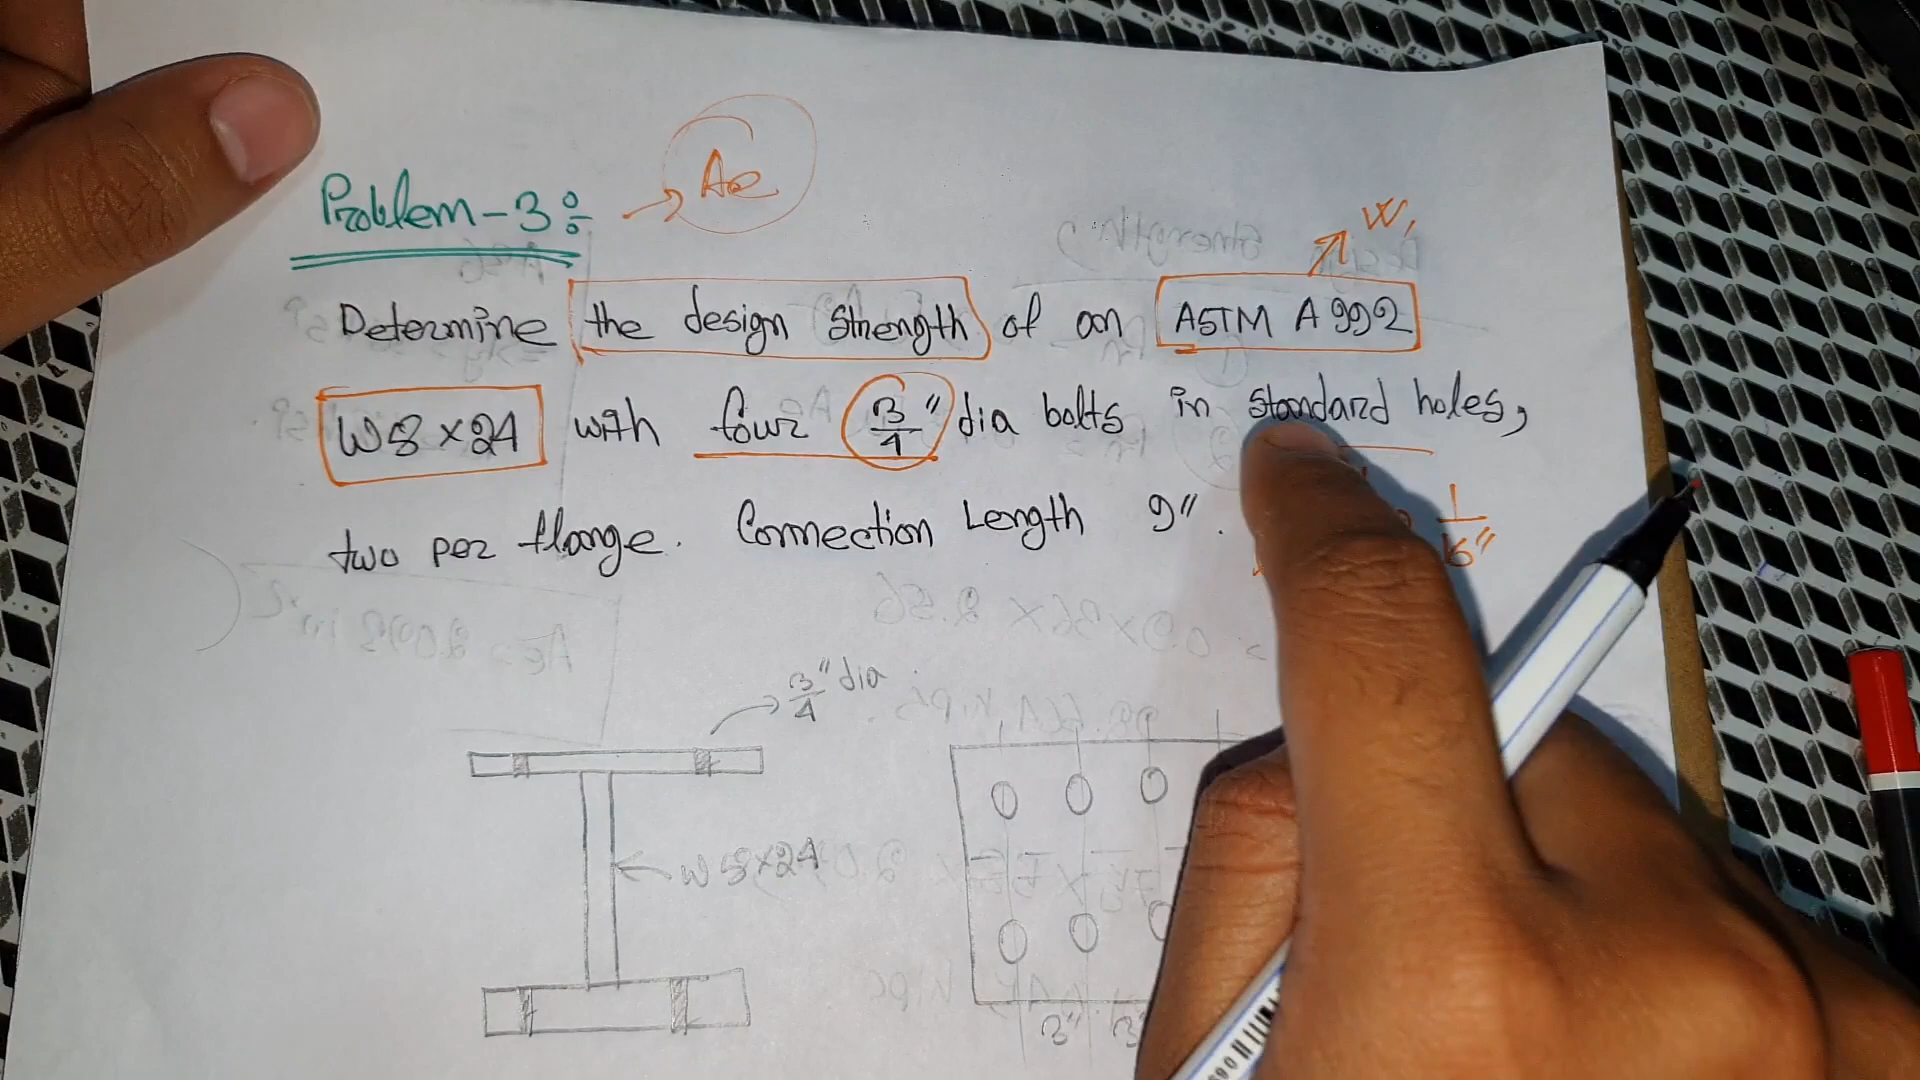 Problem-3:
→ Ae
W,
Determine the design strength of an ASTM A992
W8×24 with four 3/4" dia bolts in standard holes,
two per flange. Connection Length 9".
1/16"
3/4" dia
W8×24
3" 3"